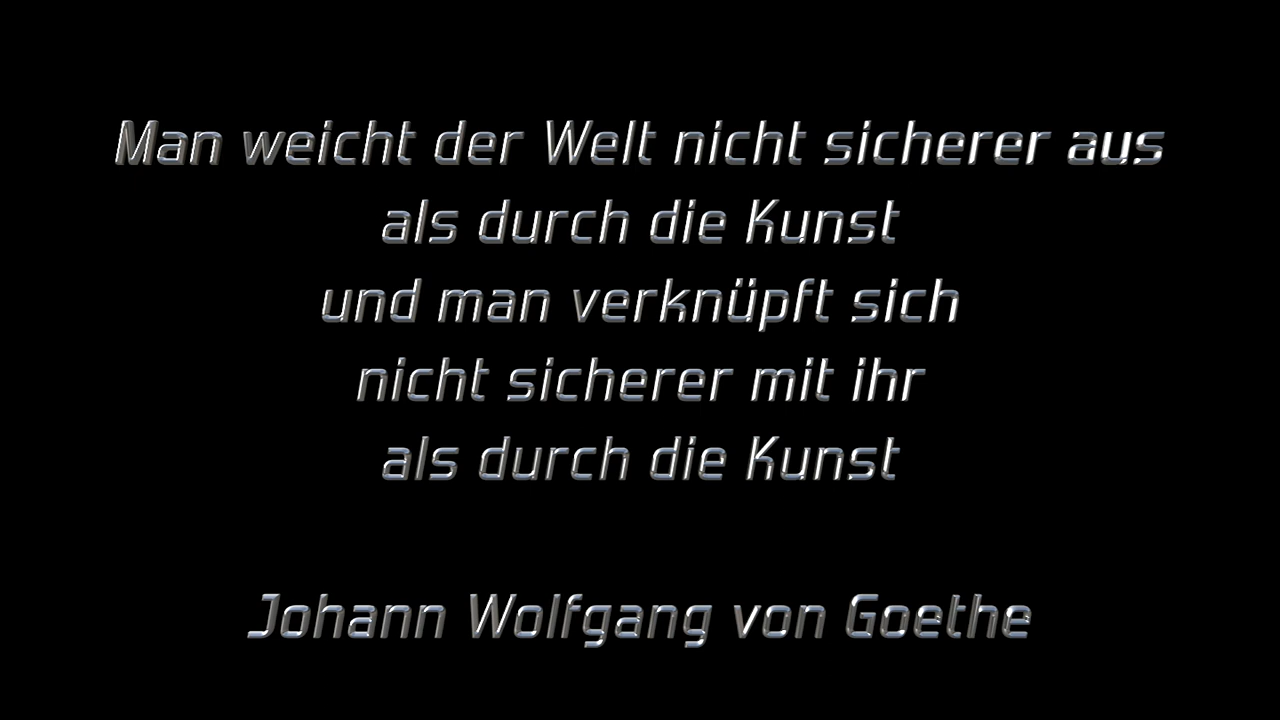 Man weicht der Welt nicht sicherer aus
als durch die Kunst
und man verknüpft sich
nicht sicherer mit ihr
als durch die Kunst
Johann Wolfgang von Goethe